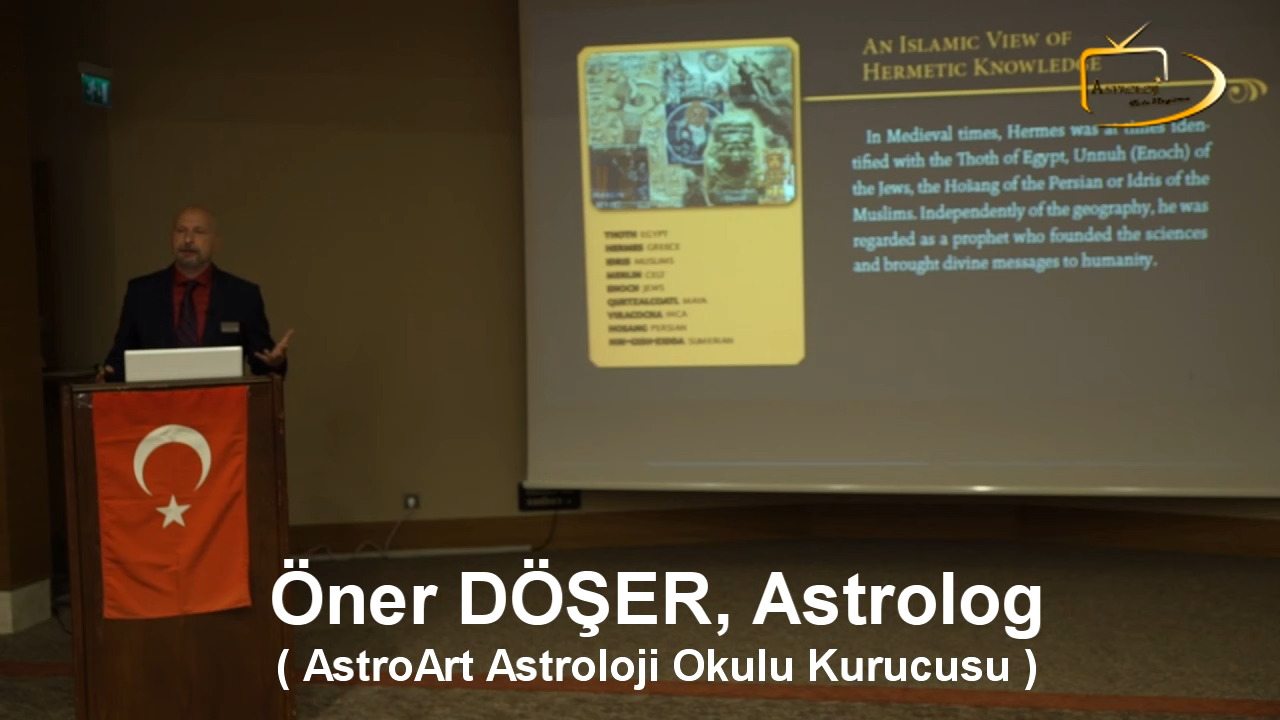 AN ISLAMIC VIEW OF
HERMETIC KNOWLEDGE
In Medieval times, Hermes was at times iden-
tified with the Thoth of Egypt, Unnuh (Enoch) of
the Jews, the Hošang of the Persian or Idris of the
Muslims. Independently of the geography, he was
regarded as a prophet who founded the sciences
and brought divine messages to humanity.
THOTH EGYPT
HERMES GREECE
IDRIS MUSLIMS
MERLIN CELT
ENOCH JEWS
QUETZALCOATL MAYA
VIRACOCHA INCA
HOSANG PERSIAN
SUMERIAN
Öner DÖŞER, Astrolog
( AstroArt Astroloji Okulu Kurucusu )